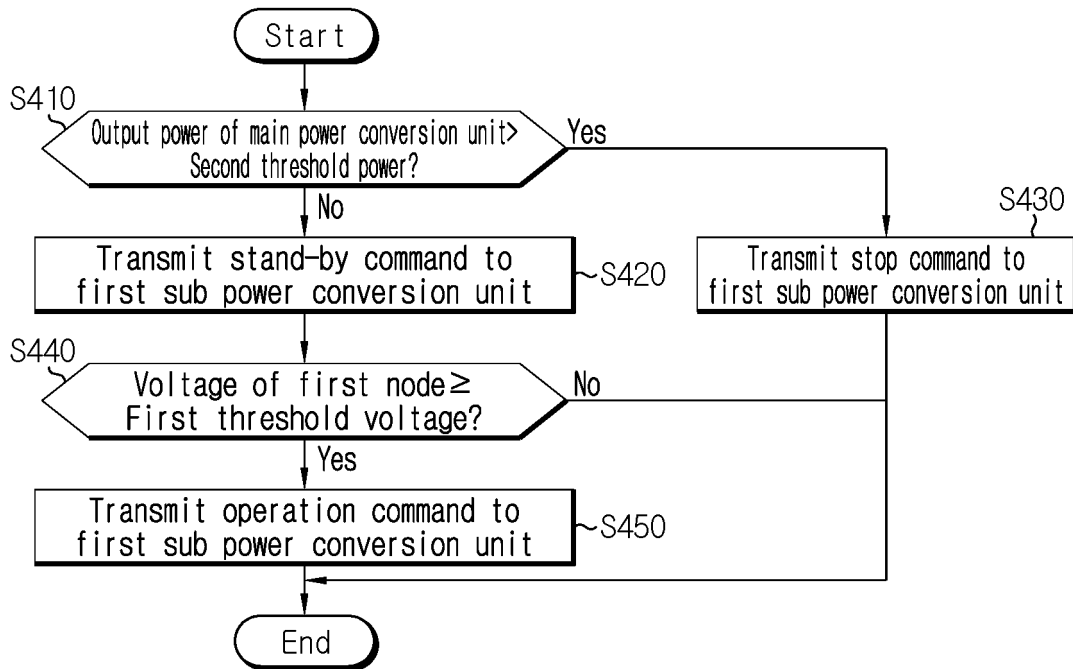 Start
S410
Output power of main power conversion unit>
Second threshold power?
Yes
No
S430
Transmit stand-by command to
first sub power conversion unit
S420
Transmit stop command to
first sub power conversion unit
S440
Voltage of first node≥
First threshold voltage?
No
Yes
Transmit operation command to
first sub power conversion unit
S450
End